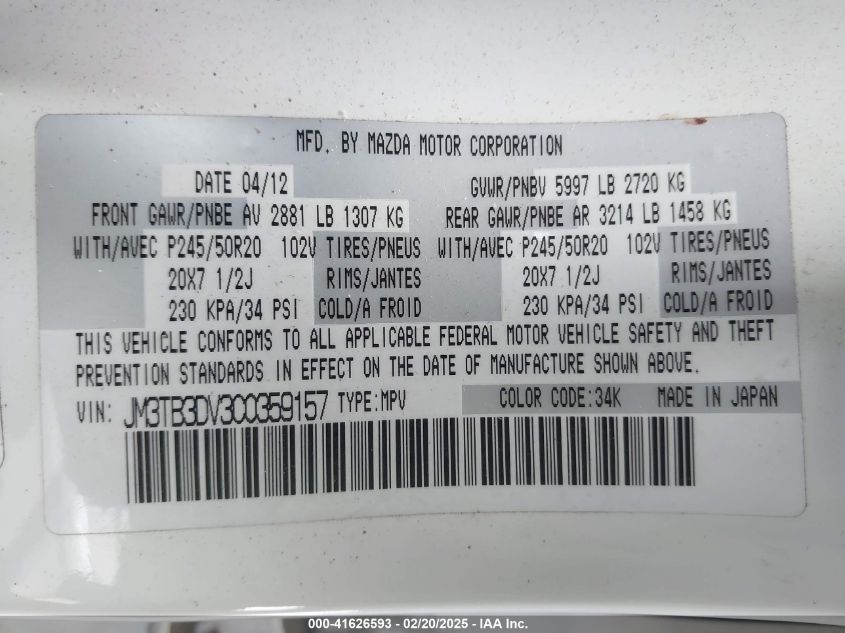 MFD. BY MAZDA MOTOR CORPORATION
DATE 04/12 GVWR/PNBV 5997 LB 2720 KG
FRONT GAWR/PNBE AV 2881 LB 1307 KG REAR GAWR/PNBE AR 3214 LB 1458 KG
WITH/AVEC P245/50R20 102V TIRES/PNEUS WITH/AVEC P245/50R20 102V TIRES/PNEUS
20X7 1/2J RIMS/JANTES 20X7 1/2J RIMS/JANTES
230 KPA/34 PSI COLD/A FROID 230 KPA/34 PSI COLD/A FROID
THIS VEHICLE CONFORMS TO ALL APPLICABLE FEDERAL MOTOR VEHICLE SAFETY AND THEFT
PREVENTION STANDARDS IN EFFECT ON THE DATE OF MANUFACTURE SHOWN ABOVE.
VIN: JM3TB3DV3C0359157 TYPE:MPV COLOR CODE:34K MADE IN JAPAN
000-41626593 - 02/20/2025 - IAA Inc.